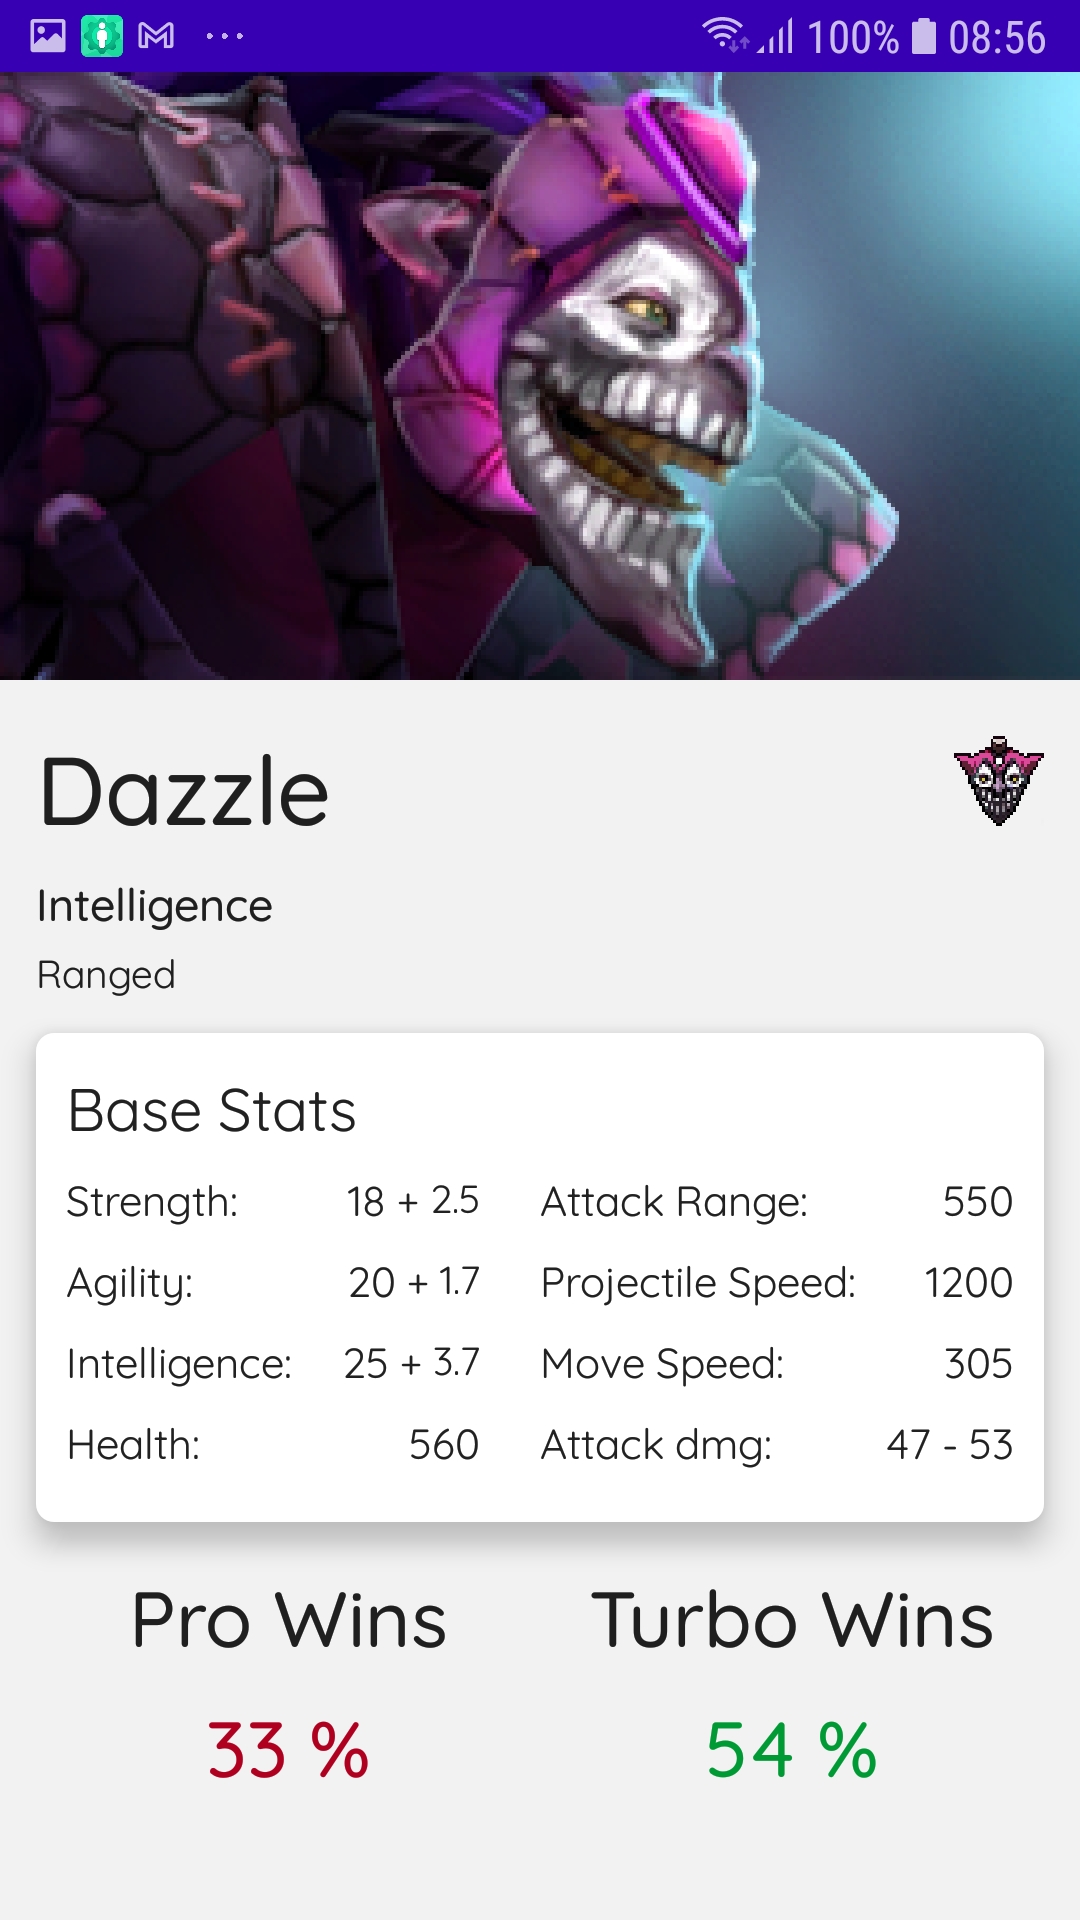 100% 08:56
Dazzle
Intelligence
Ranged
Base Stats
Strength: 18 + 2.5 Attack Range: 550
Agility: 20 + 1.7 Projectile Speed: 1200
Intelligence: 25 + 3.7 Move Speed: 305
Health: 560 Attack dmg: 47 - 53
Pro Wins Turbo Wins
33 % 54 %